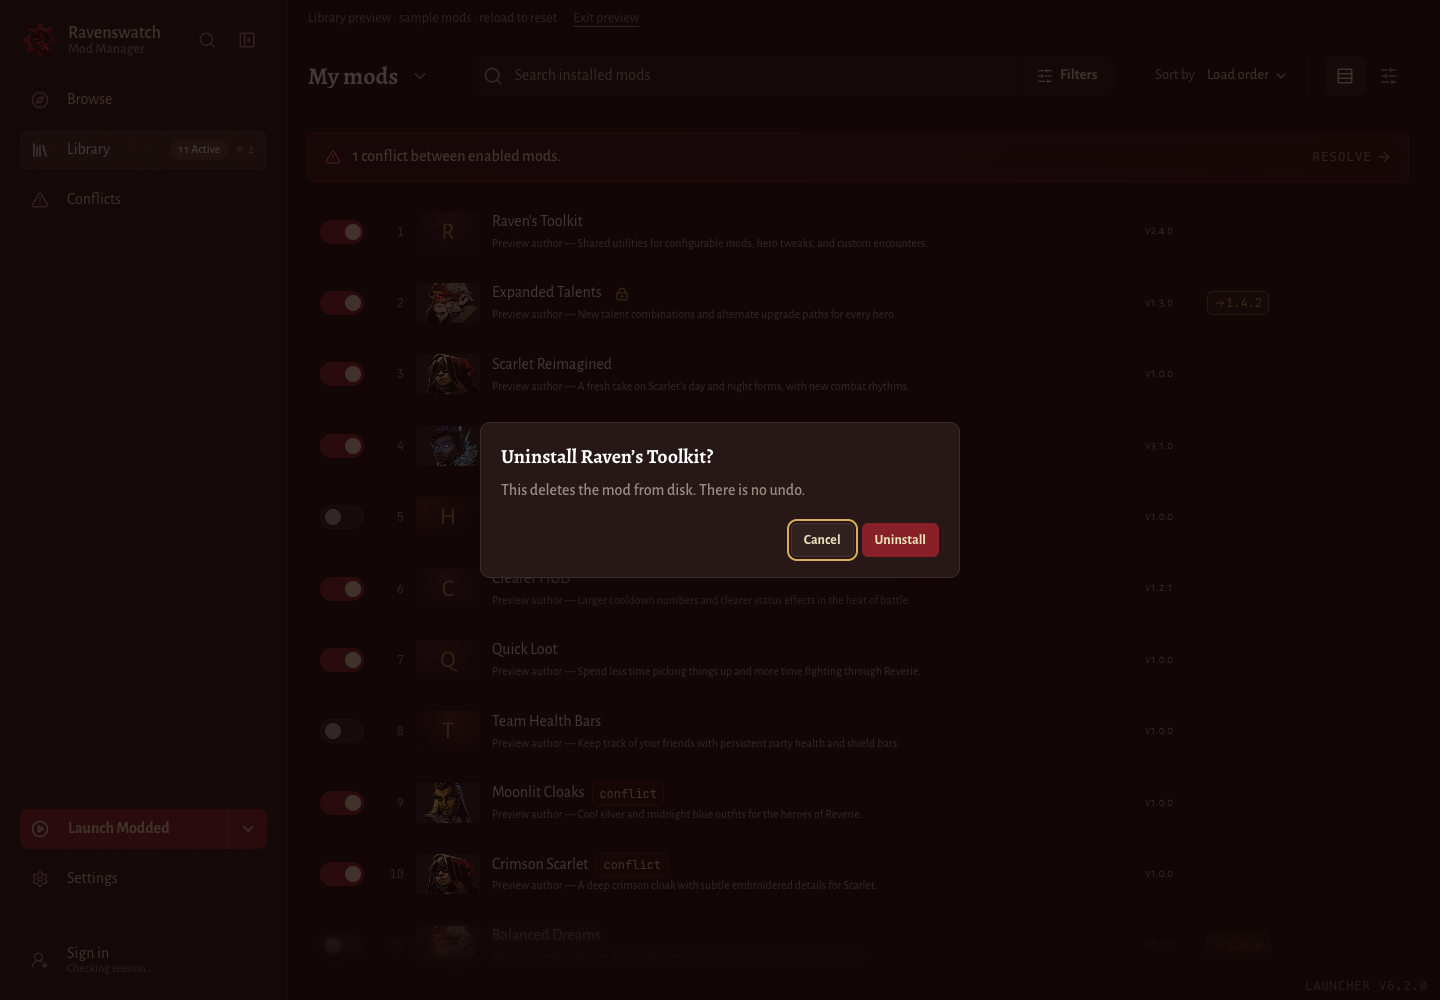 Ravenswatch
Mod Manager
Browse
Library
11 Active
2
Conflicts
Launch Modded
Settings
Sign in
Checking session…
Library preview · sample mods · reload to reset
Exit preview
My mods
Search installed mods
Filters
Sort by
Load order
1 conflict between enabled mods.
RESOLVE
1
R
Raven's Toolkit
Preview author — Shared utilities for configurable mods, hero tweaks, and custom encounters.
v2.4.0
2
Expanded Talents
Preview author — New talent combinations and alternate upgrade paths for every hero.
v1.3.0
→1.4.2
3
Scarlet Reimagined
Preview author — A fresh take on Scarlet's day and night forms, with new combat rhythms.
v1.0.0
4
v3.1.0
Uninstall Raven's Toolkit?
This deletes the mod from disk. There is no undo.
Cancel
Uninstall
5
H
v1.0.0
6
C
Clearer HUD
Preview author — Larger cooldown numbers and clearer status effects in the heat of battle.
v1.2.1
7
Q
Quick Loot
Preview author — Spend less time picking things up and more time fighting through Reverie.
v1.0.0
8
T
Team Health Bars
Preview author — Keep track of your friends with persistent party health and shield bars.
v1.0.0
9
Moonlit Cloaks
conflict
Preview author — Cool silver and midnight blue outfits for the heroes of Reverie.
v1.0.0
10
Crimson Scarlet
conflict
Preview author — A deep crimson cloak with subtle embroidered details for Scarlet.
v1.0.0
Balanced Dreams
LAUNCHER V6.2.0